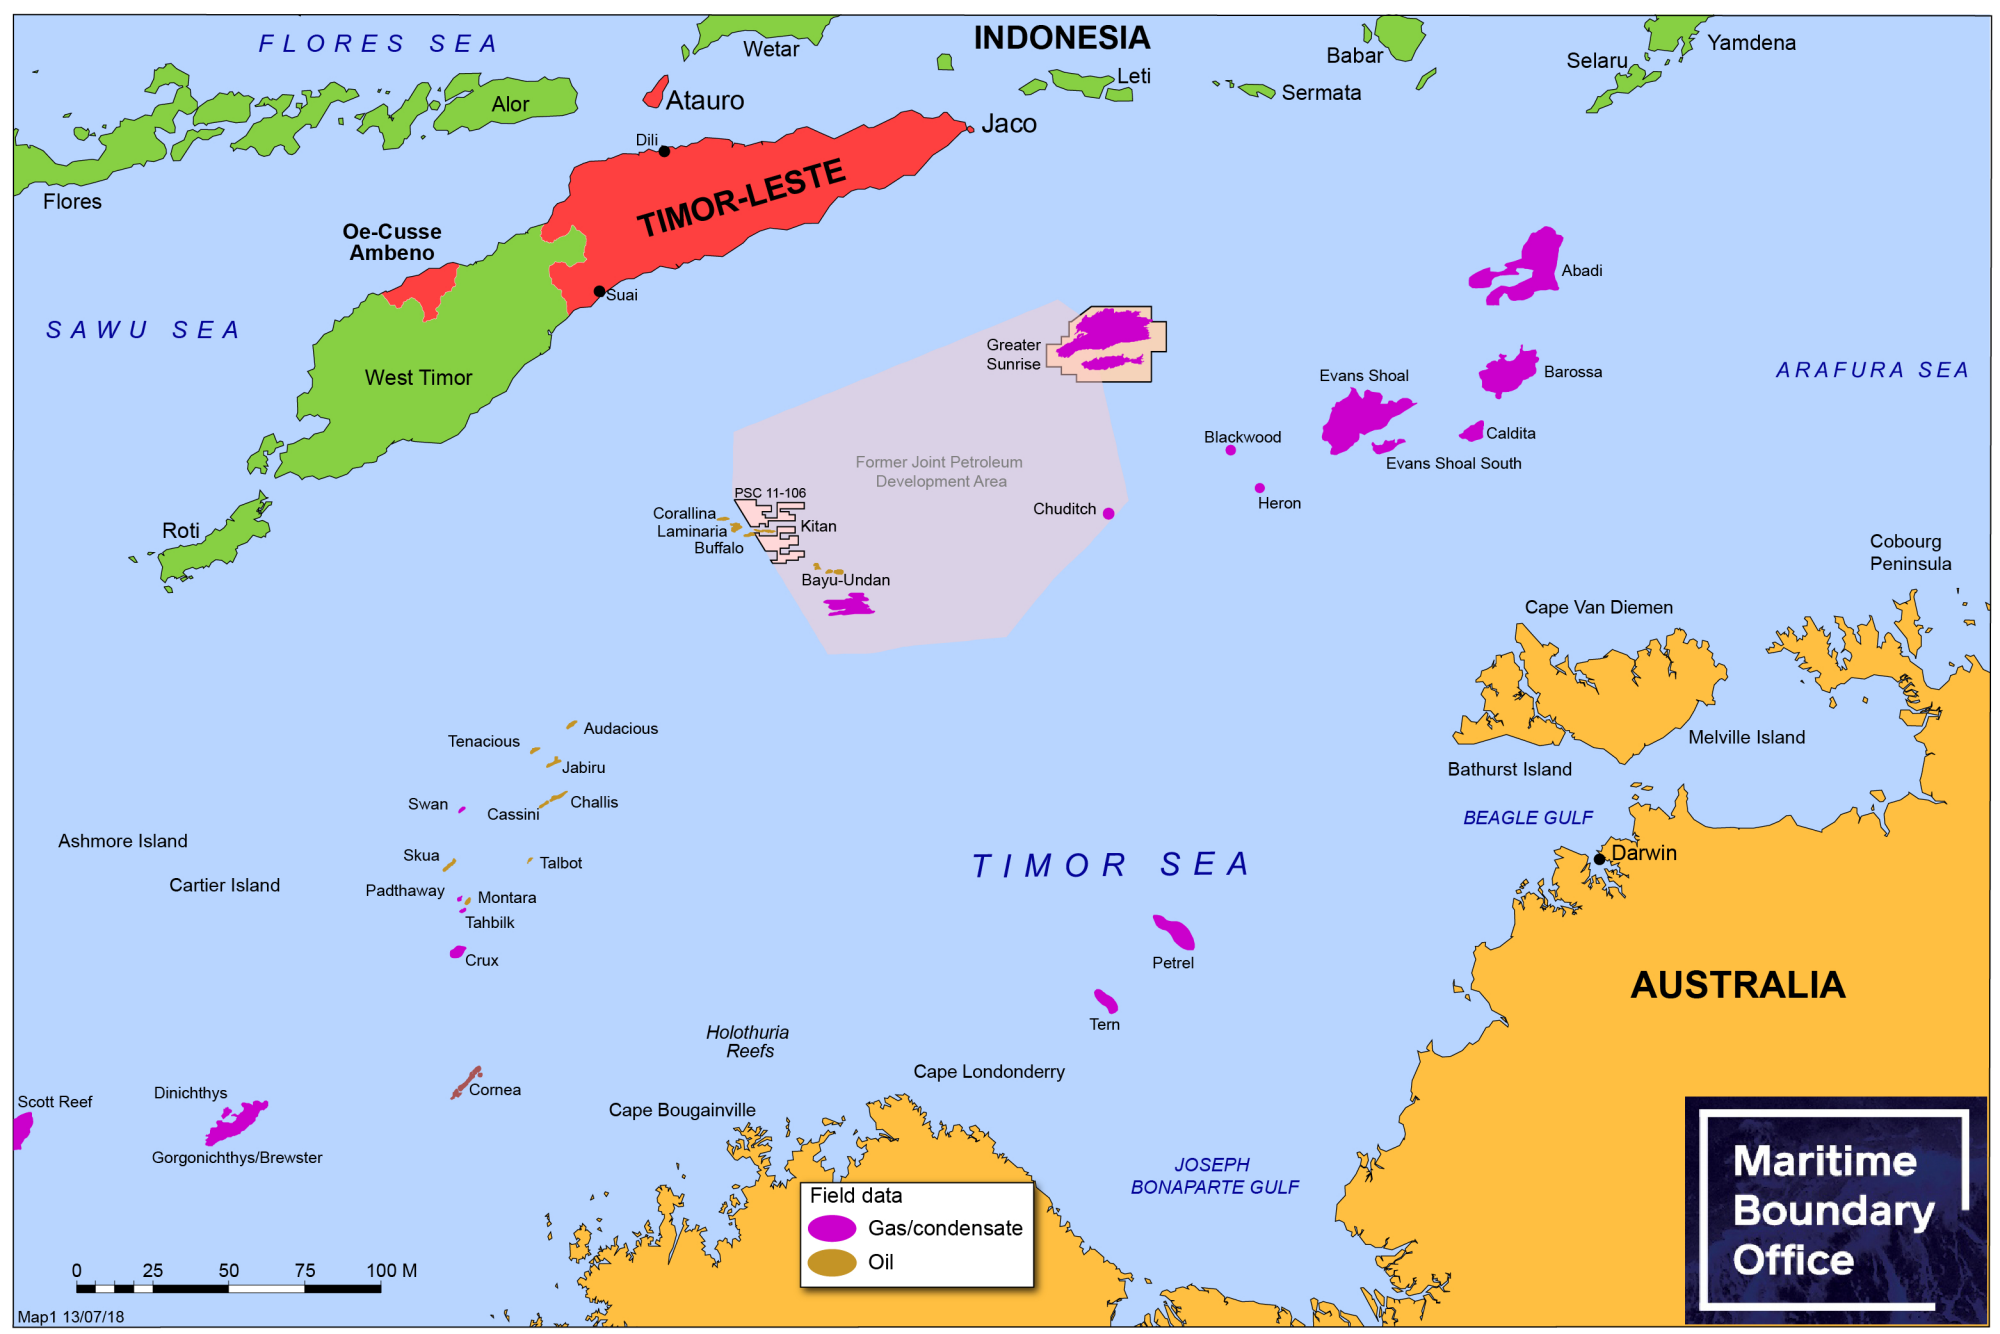 FLORES SEA
Wetar
INDONESIA
Babar
Yamdena
Selaru
Leti
Sermata
Alor
Atauro
Jaco
Dili
TIMOR-LESTE
Flores
Oe-Cusse
Ambeno
Suai
SAWU SEA
West Timor
Roti
Abadi
Greater
Sunrise
Barossa
ARAFURA SEA
Evans Shoal
Caldita
Blackwood
Evans Shoal South
Heron
Former Joint Petroleum
Development Area
PSC 11-106
Chuditch
Corallina
Laminaria
Kitan
Buffalo
Bayu-Undan
Cobourg
Peninsula
Cape Van Diemen
Melville Island
Bathurst Island
BEAGLE GULF
Darwin
Audacious
Tenacious
Jabiru
Swan
Cassini
Challis
Ashmore Island
Skua
Talbot
Cartier Island
Padthaway
Montara
Tahbilk
Crux
TIMOR SEA
Petrel
Tern
AUSTRALIA
Holothuria
Reefs
Cape Londonderry
Cornea
Dinichthys
Scott Reef
Cape Bougainville
Gorgonichthys/Brewster
JOSEPH
BONAPARTE GULF
Field data
Gas/condensate
Oil
Maritime
Boundary
Office
0 25 50 75 100 M
Map1 13/07/18